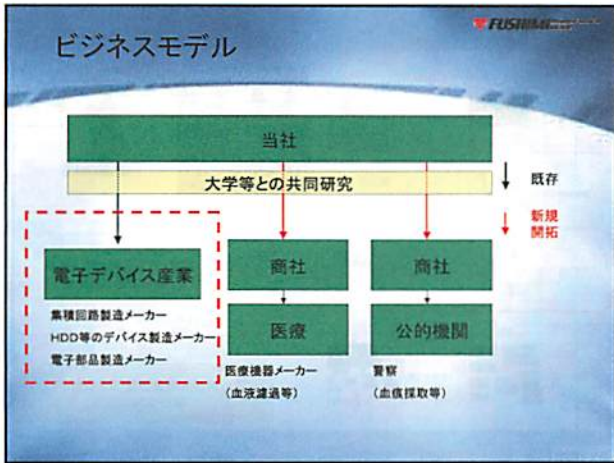 FUSHIMI
ビジネスモデル
当社
大学等との共同研究
既存
新規
開拓
電子デバイス産業
集積回路製造メーカー
HDD等のデバイス製造メーカー
電子部品製造メーカー
商社
商社
医療
公的機関
医療機器メーカー
(血液濾過等)
警察
(血痕採取等)